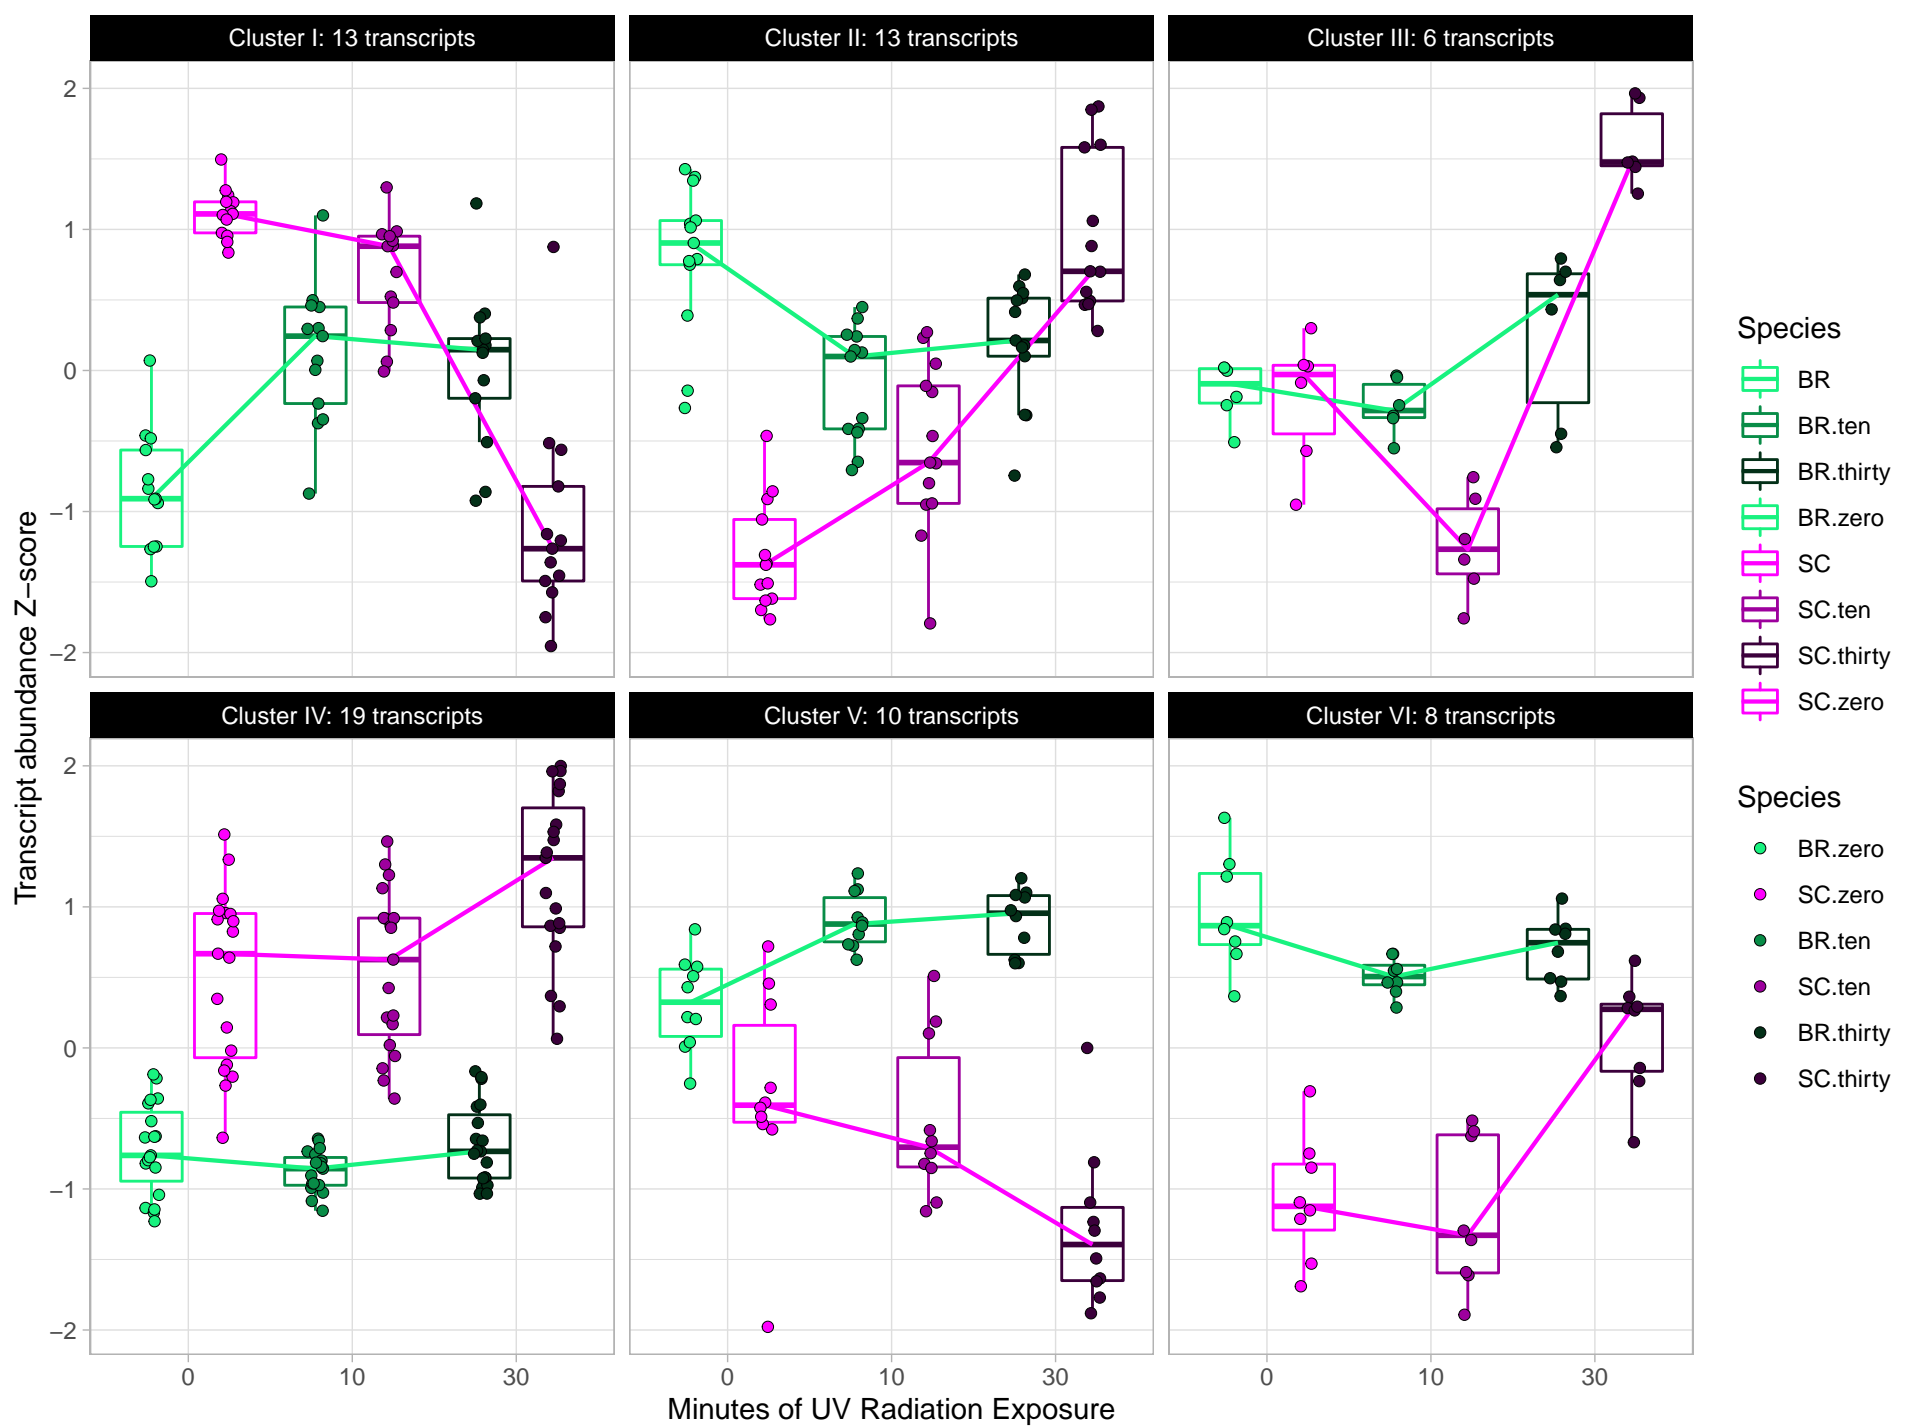 Cluster I: 13 transcripts
Cluster II: 13 transcripts
Cluster III: 6 transcripts
2
1
0
−1
−2
Cluster IV: 19 transcripts
Cluster V: 10 transcripts
Cluster VI: 8 transcripts
2
1
0
−1
−2
0
10
30
0
10
30
0
10
30
Transcript abundance Z−score
Minutes of UV Radiation Exposure
Species
BR
BR.ten
BR.thirty
BR.zero
SC
SC.ten
SC.thirty
SC.zero
Species
BR.zero
SC.zero
BR.ten
SC.ten
BR.thirty
SC.thirty